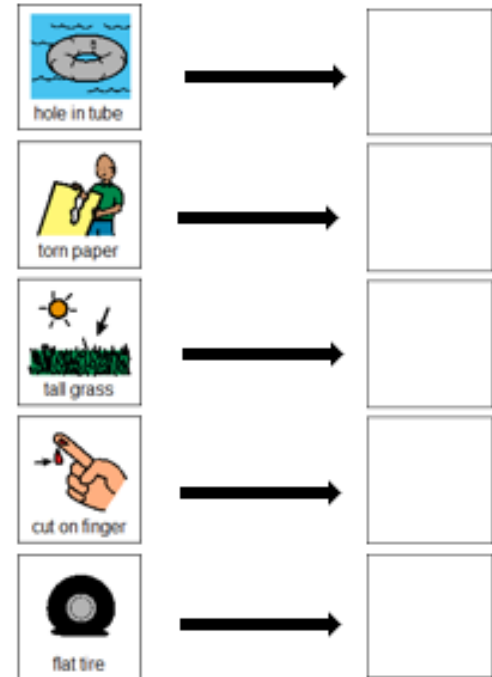 hole in tube
torn paper
tall grass
cut on finger
flat tire